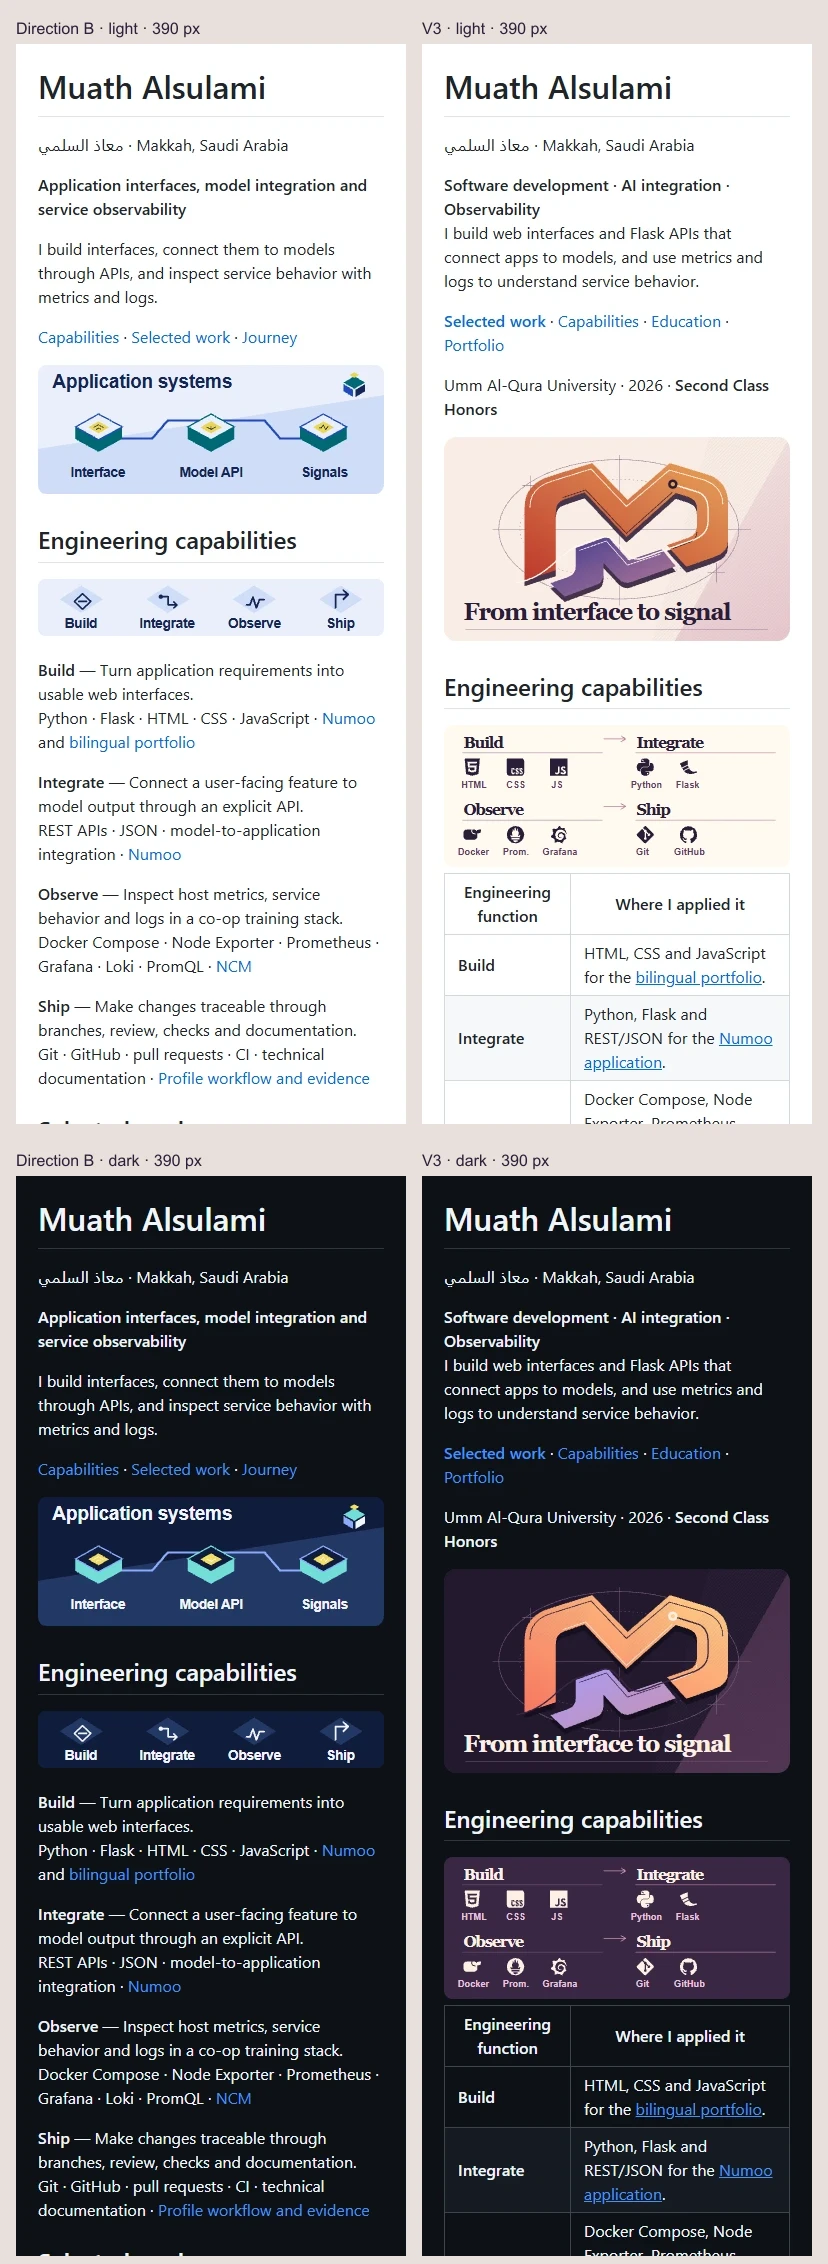 Direction B · light · 390 px
Muath Alsulami
معاذ السلمي · Makkah, Saudi Arabia
Application interfaces, model integration and
service observability
I build interfaces, connect them to models
through APIs, and inspect service behavior with
metrics and logs.
Capabilities · Selected work · Journey
Application systems
Interface Model API Signals
Engineering capabilities
Build Integrate Observe Ship
Build — Turn application requirements into
usable web interfaces.
Python · Flask · HTML · CSS · JavaScript · Numoo
and bilingual portfolio
Integrate — Connect a user-facing feature to
model output through an explicit API.
REST APIs · JSON · model-to-application
integration · Numoo
Observe — Inspect host metrics, service
behavior and logs in a co-op training stack.
Docker Compose · Node Exporter · Prometheus ·
Grafana · Loki · PromQL · NCM
Ship — Make changes traceable through
branches, review, checks and documentation.
Git · GitHub · pull requests · CI · technical
documentation · Profile workflow and evidence
V3 · light · 390 px
Muath Alsulami
معاذ السلمي · Makkah, Saudi Arabia
Software development · AI integration ·
Observability
I build web interfaces and Flask APIs that
connect apps to models, and use metrics and
logs to understand service behavior.
Selected work · Capabilities · Education ·
Portfolio
Umm Al-Qura University · 2026 · Second Class
Honors
From interface to signal
Engineering capabilities
Build → Integrate
HTML CSS JS Python Flask
Observe → Ship
Docker Prom. Grafana Git GitHub
Engineering
function
Where I applied it
Build
HTML, CSS and JavaScript
for the bilingual portfolio.
Integrate
Python, Flask and
REST/JSON for the Numoo
application.
Docker Compose, Node
Exporter, Prometheus
Direction B · dark · 390 px
Muath Alsulami
معاذ السلمي · Makkah, Saudi Arabia
Application interfaces, model integration and
service observability
I build interfaces, connect them to models
through APIs, and inspect service behavior with
metrics and logs.
Capabilities · Selected work · Journey
Application systems
Interface Model API Signals
Engineering capabilities
Build Integrate Observe Ship
Build — Turn application requirements into
usable web interfaces.
Python · Flask · HTML · CSS · JavaScript · Numoo
and bilingual portfolio
Integrate — Connect a user-facing feature to
model output through an explicit API.
REST APIs · JSON · model-to-application
integration · Numoo
Observe — Inspect host metrics, service
behavior and logs in a co-op training stack.
Docker Compose · Node Exporter · Prometheus ·
Grafana · Loki · PromQL · NCM
Ship — Make changes traceable through
branches, review, checks and documentation.
Git · GitHub · pull requests · CI · technical
documentation · Profile workflow and evidence
V3 · dark · 390 px
Muath Alsulami
معاذ السلمي · Makkah, Saudi Arabia
Software development · AI integration ·
Observability
I build web interfaces and Flask APIs that
connect apps to models, and use metrics and
logs to understand service behavior.
Selected work · Capabilities · Education ·
Portfolio
Umm Al-Qura University · 2026 · Second Class
Honors
From interface to signal
Engineering capabilities
Build → Integrate
HTML CSS JS Python Flask
Observe → Ship
Docker Prom. Grafana Git GitHub
Engineering
function
Where I applied it
Build
HTML, CSS and JavaScript
for the bilingual portfolio.
Integrate
Python, Flask and
REST/JSON for the Numoo
application.
Docker Compose, Node
Exporter, Prometheus